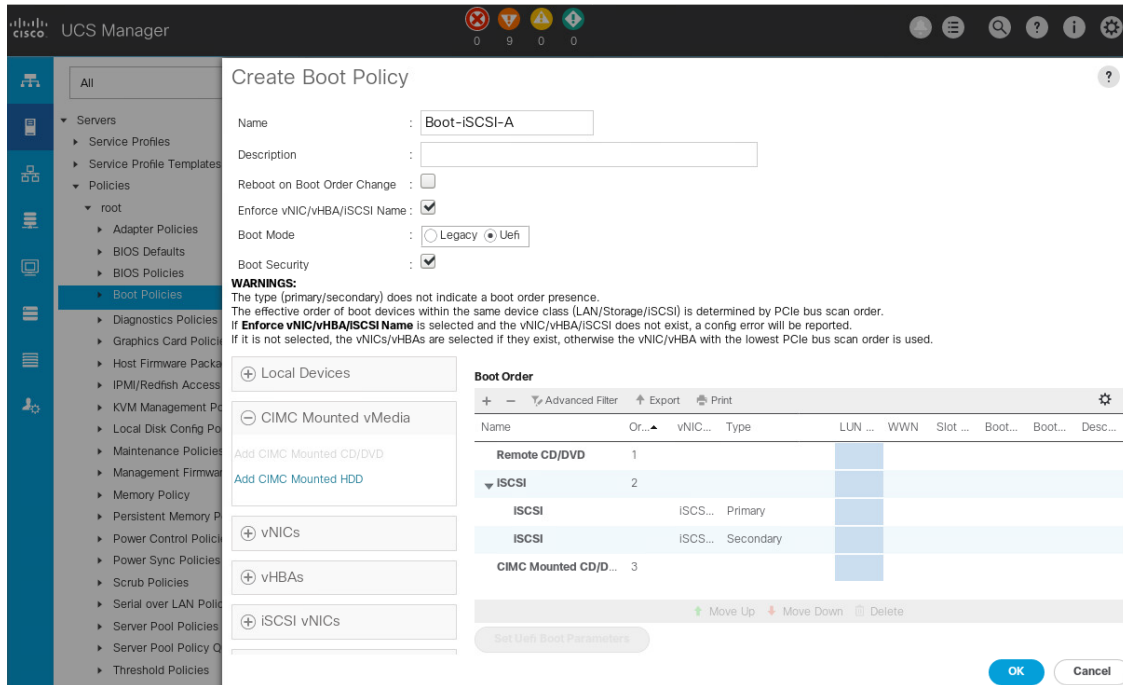 cisco UCS Manager
0 9 0 0
All
Servers
Service Profiles
Service Profile Templates
Policies
root
Adapter Policies
BIOS Defaults
BIOS Policies
Boot Policies
Diagnostics Policies
Graphics Card Policie
Host Firmware Packa
IPMI/Redfish Access
KVM Management Po
Local Disk Config Po
Maintenance Policies
Management Firmwar
Memory Policy
Persistent Memory P
Power Control Polici
Power Sync Policies
Scrub Policies
Serial over LAN Polic
Server Pool Policies
Server Pool Policy Q
Threshold Policies
Create Boot Policy
?
Name : Boot-iSCSI-A
Description :
Reboot on Boot Order Change :
Enforce vNIC/vHBA/iSCSI Name :
Boot Mode : Legacy Uefi
Boot Security :
WARNINGS:
The type (primary/secondary) does not indicate a boot order presence.
The effective order of boot devices within the same device class (LAN/Storage/iSCSI) is determined by PCIe bus scan order.
If Enforce vNIC/vHBA/iSCSI Name is selected and the vNIC/vHBA/iSCSI does not exist, a config error will be reported.
If it is not selected, the vNICs/vHBAs are selected if they exist, otherwise the vNIC/vHBA with the lowest PCIe bus scan order is used.
Local Devices
CIMC Mounted vMedia
Add CIMC Mounted CD/DVD
Add CIMC Mounted HDD
vNICs
vHBAs
iSCSI vNICs
Boot Order
+ − Advanced Filter Export Print
Name Or... vNIC... Type LUN ... WWN Slot ... Boot... Boot... Desc...
Remote CD/DVD 1
iSCSI 2
iSCSI iSCS... Primary
iSCSI iSCS... Secondary
CIMC Mounted CD/D... 3
Move Up Move Down Delete
Set Uefi Boot Parameters
OK Cancel